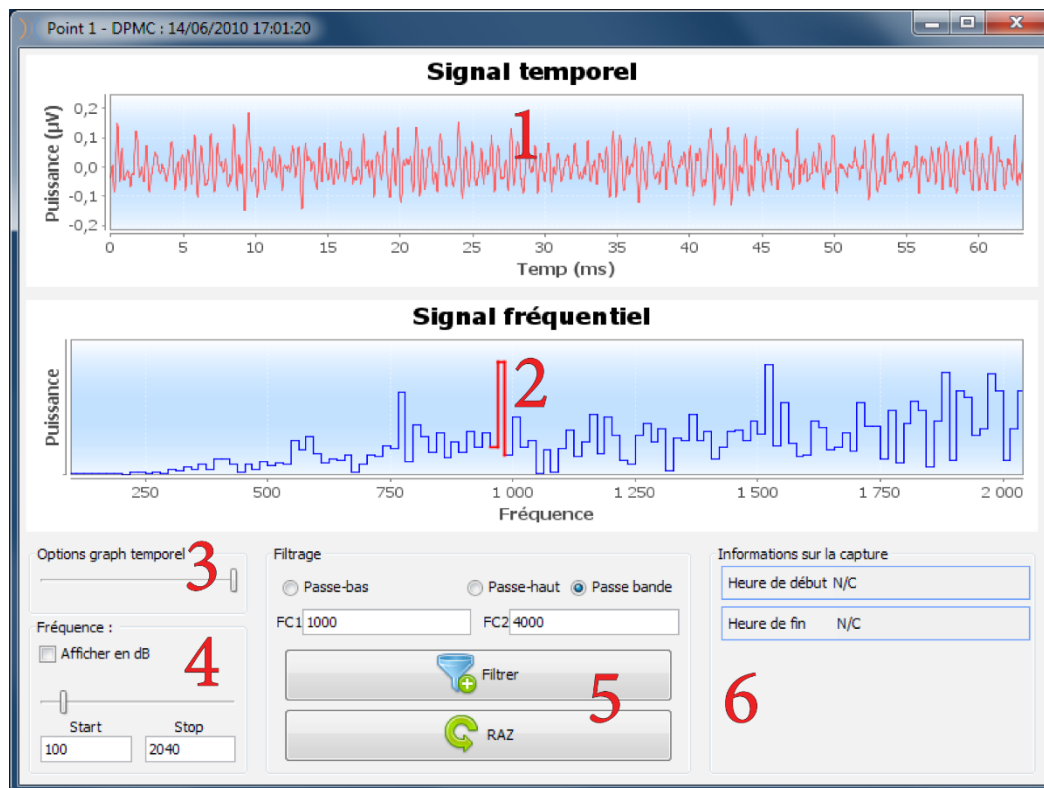 Point 1 - DPMC : 14/06/2010 17:01:20
Signal temporel
Puissance (µV)
0,2
0,1
0,0
-0,1
-0,2
1
0 5 10 15 20 25 30 35 40 45 50 55 60
Temp (ms)
Signal fréquentiel
Puissance
2
250 500 750 1 000 1 250 1 500 1 750 2 000
Fréquence
Options graph temporel
3
Fréquence :
Afficher en dB
4
Start Stop
100 2040
Filtrage
Passe-bas Passe-haut Passe bande
FC1 1000 FC2 4000
Filtrer
5
RAZ
Informations sur la capture
Heure de début N/C
Heure de fin N/C
6